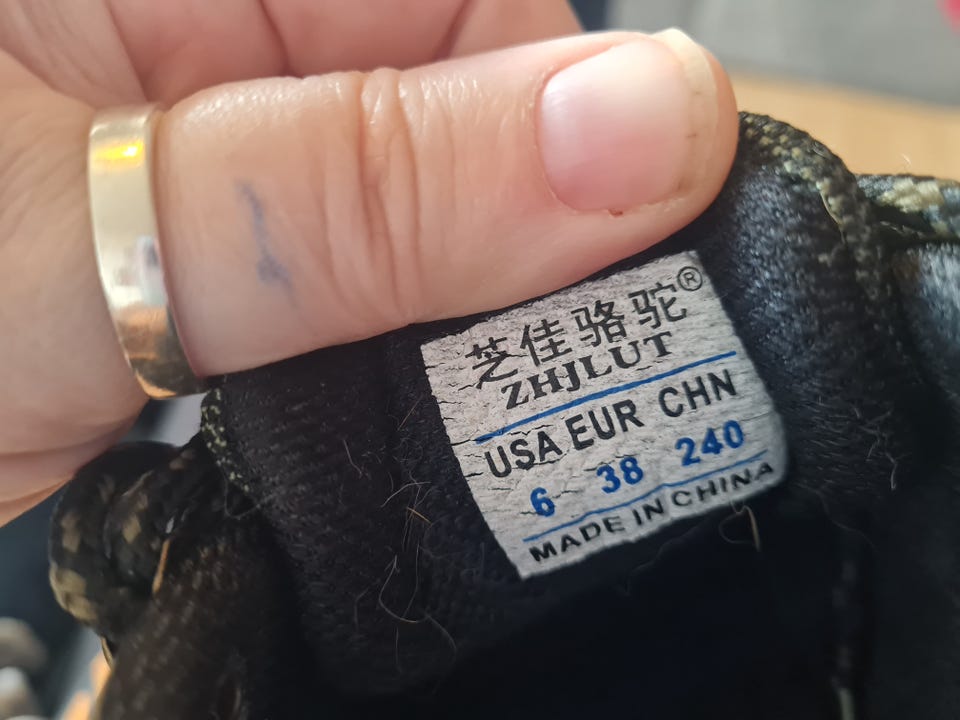 芝佳骆驼®
ZHJLUT
USA EUR CHN
6 38 240
MADE IN CHINA